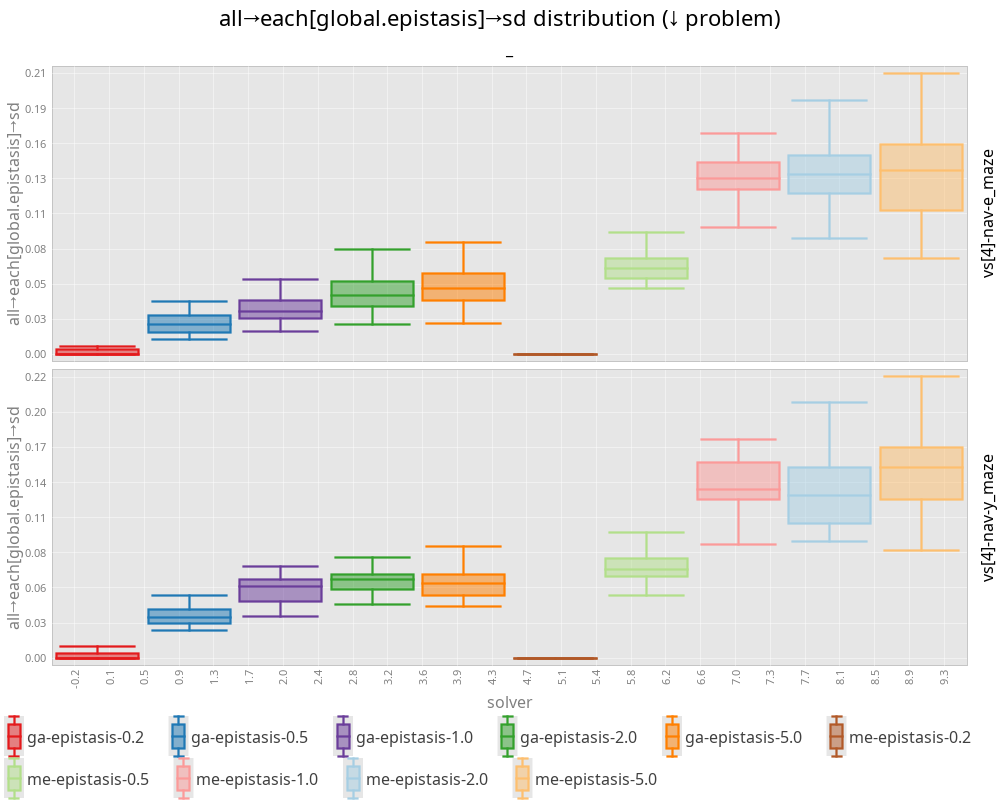 all→each[global.epistasis]→sd distribution (↓ problem)
–
all→each[global.epistasis]→sd
0.21
0.19
0.16
0.13
0.11
0.08
0.05
0.03
0.00
vs[4]-nav-e_maze
all→each[global.epistasis]→sd
0.22
0.20
0.17
0.14
0.11
0.08
0.06
0.03
0.00
vs[4]-nav-y_maze
-0.2 0.1 0.5 0.9 1.3 1.7 2.0 2.4 2.8 3.2 3.6 3.9 4.3 4.7 5.1 5.4 5.8 6.2 6.6 7.0 7.3 7.7 8.1 8.5 8.9 9.3
solver
ga-epistasis-0.2 ga-epistasis-0.5 ga-epistasis-1.0 ga-epistasis-2.0 ga-epistasis-5.0 me-epistasis-0.2
me-epistasis-0.5 me-epistasis-1.0 me-epistasis-2.0 me-epistasis-5.0